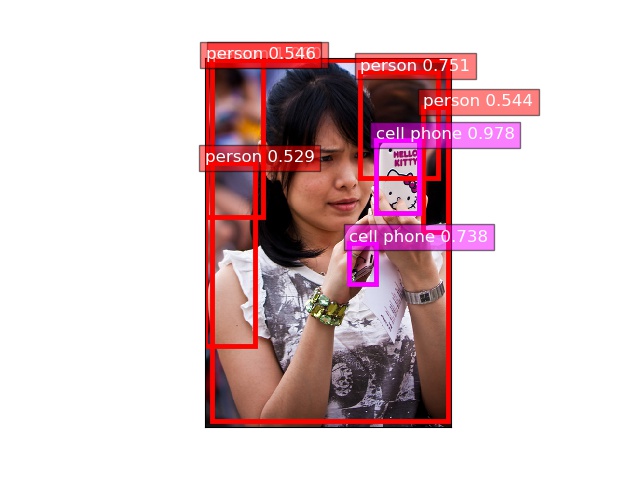 person 0.546
person 0.751
person 0.544
cell phone 0.978
HELLO
KITTY
person 0.529
cell phone 0.738